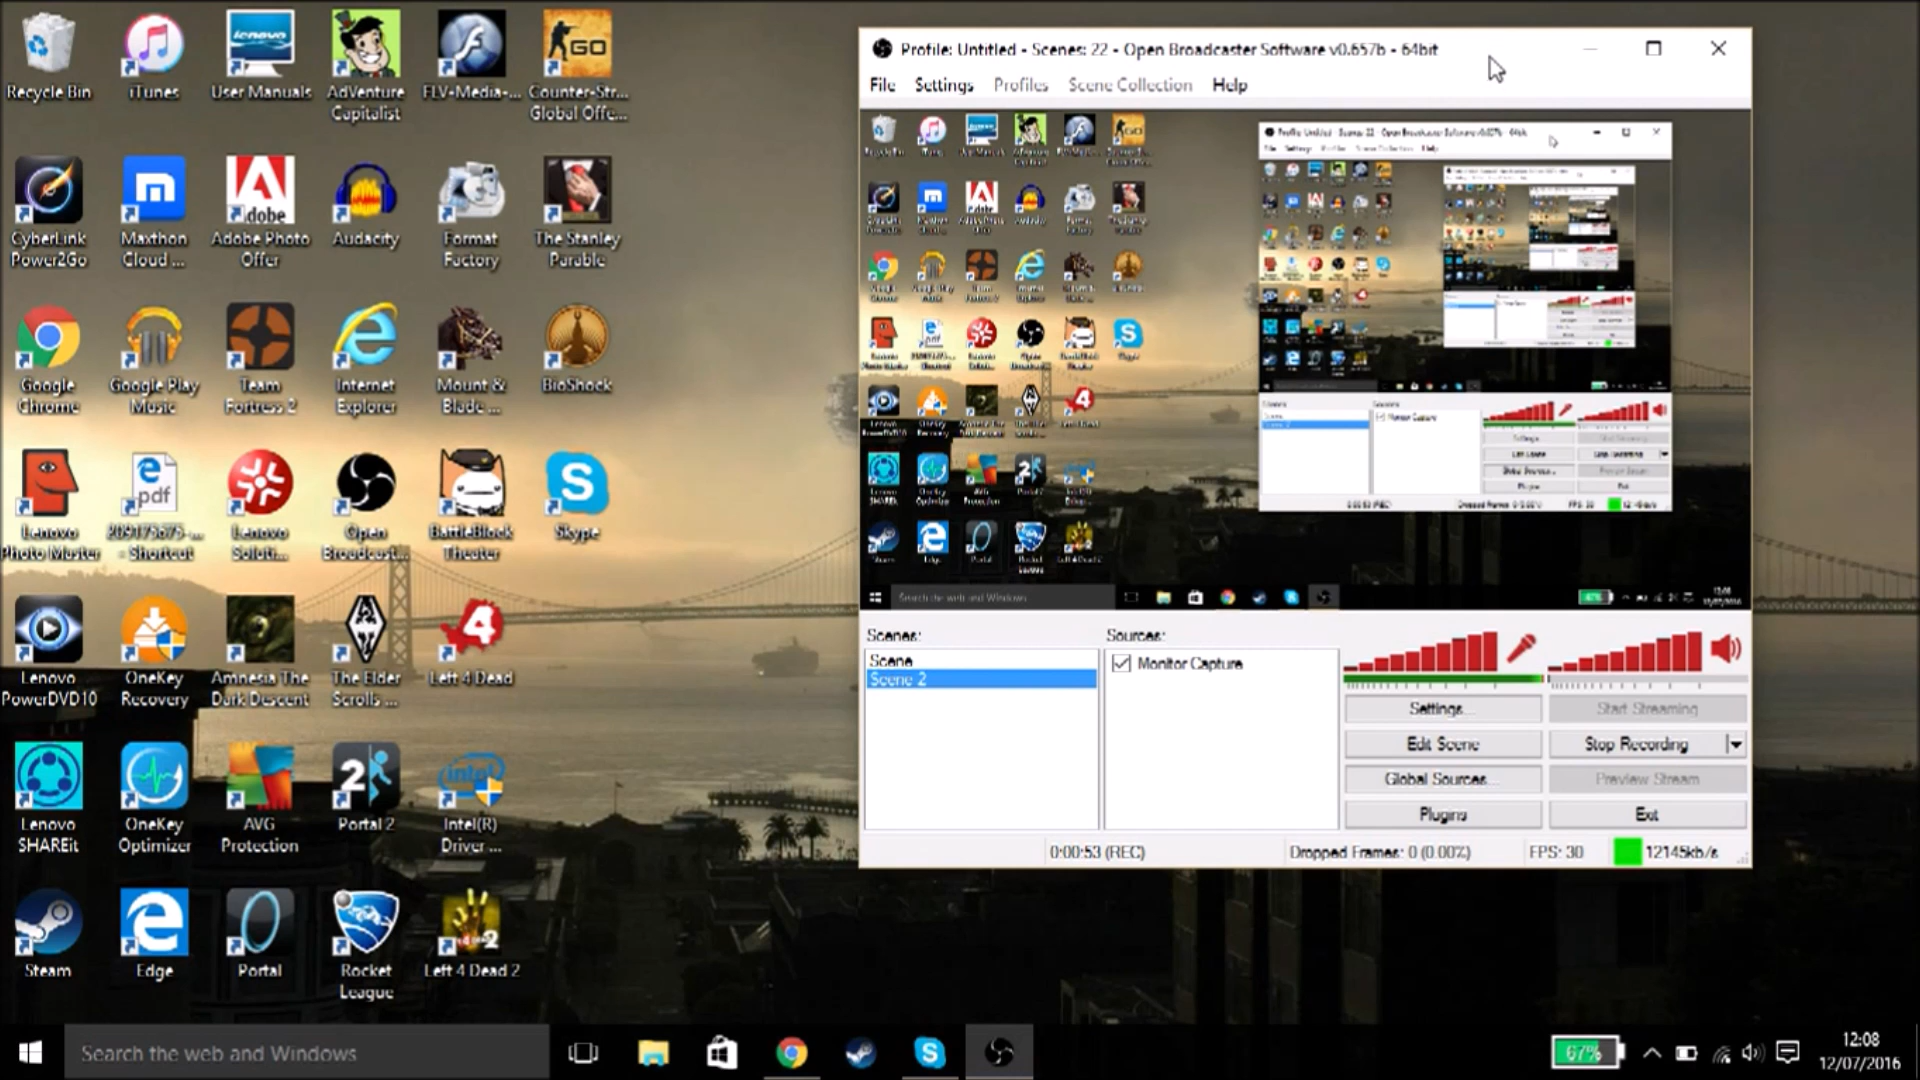 Recycle Bin
iTunes
User Manuals
AdVenture
Capitalist
FLV-Media-...
Counter-Str...
Global Offe...
CyberLink
Power2Go
Maxthon
Cloud ...
Adobe Photo
Offer
Audacity
Format
Factory
The Stanley
Parable
Google
Chrome
Google Play
Music
Team
Fortress 2
Internet
Explorer
Mount &
Blade ...
BioShock
Lenovo
Photo Master
209175675-...
- Shortcut
Lenovo
Soluti...
Open
Broadcast...
BattleBlock
Theater
Skype
Lenovo
PowerDVD10
OneKey
Recovery
Amnesia The
Dark Descent
The Elder
Scrolls ...
Left 4 Dead
Lenovo
SHAREit
OneKey
Optimizer
AVG
Protection
Portal 2
Intel(R)
Driver ...
Steam
Edge
Portal
Rocket
League
Left 4 Dead 2
Profile: Untitled - Scenes: 22 - Open Broadcaster Software v0.657b - 64bit
File Settings Profiles Scene Collection Help
Search the web and Windows
Scenes:
Scene
Scene 2
Sources:
Monitor Capture
Settings...
Start Streaming
Edit Scene
Stop Recording
Global Sources...
Preview Stream
Plugins
Exit
0:00:53 (REC)
Dropped Frames: 0 (0.00%)
FPS: 30
12145kb/s
Search the web and Windows
67%
12:08
12/07/2016